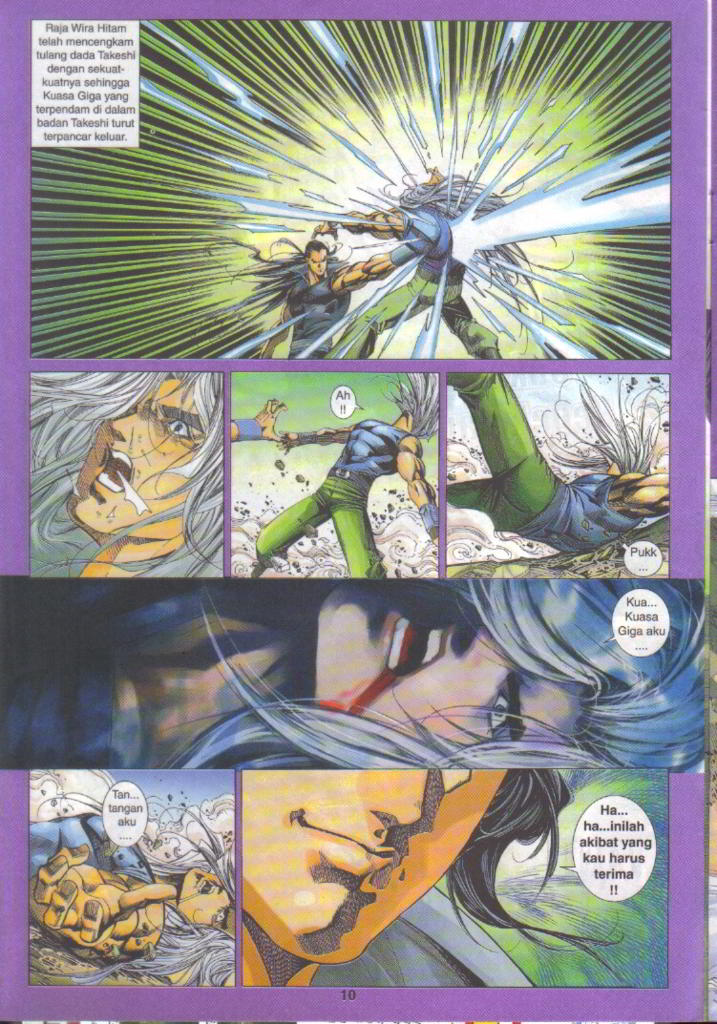 Raja Wira Hitam
telah mencengkam
tulang dada Takeshi
dengan sekuat-
kuatnya sehingga
Kuasa Giga yang
terpendam di dalam
badan Takeshi turut
terpancar keluar.
Ah
!!
Pukk
...
Kua...
Kuasa
Giga aku
....
Tan...
tangan
aku
....
Ha...
ha...inilah
akibat yang
kau harus
terima
!!
10